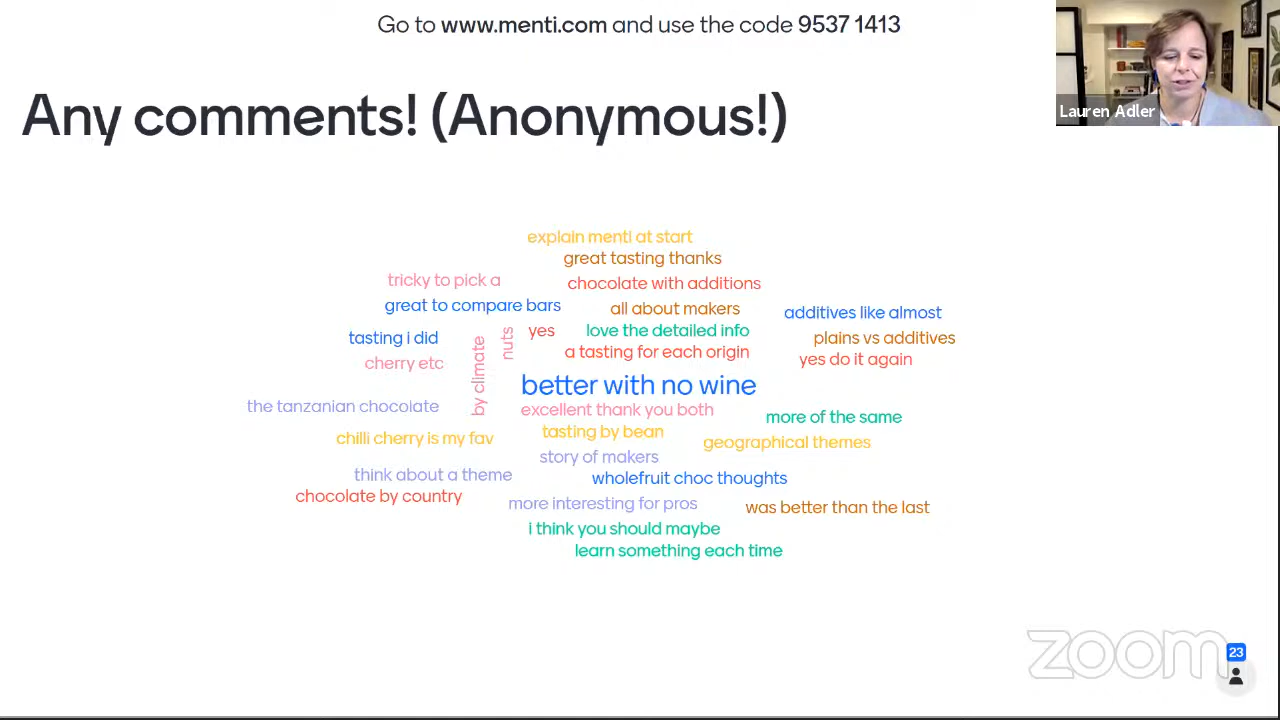 Go to www.menti.com and use the code 9537 1413
Lauren Adler
Any comments! (Anonymous!)
explain menti at start
great tasting thanks
tricky to pick a
chocolate with additions
great to compare bars
all about makers
additives like almost
tasting i did
nuts
yes
love the detailed info
plains vs additives
cherry etc
by climate
a tasting for each origin
yes do it again
better with no wine
the tanzanian chocolate
excellent thank you both
more of the same
chilli cherry is my fav
tasting by bean
geographical themes
story of makers
think about a theme
wholefruit choc thoughts
chocolate by country
more interesting for pros
was better than the last
i think you should maybe
learn something each time
zoom
23